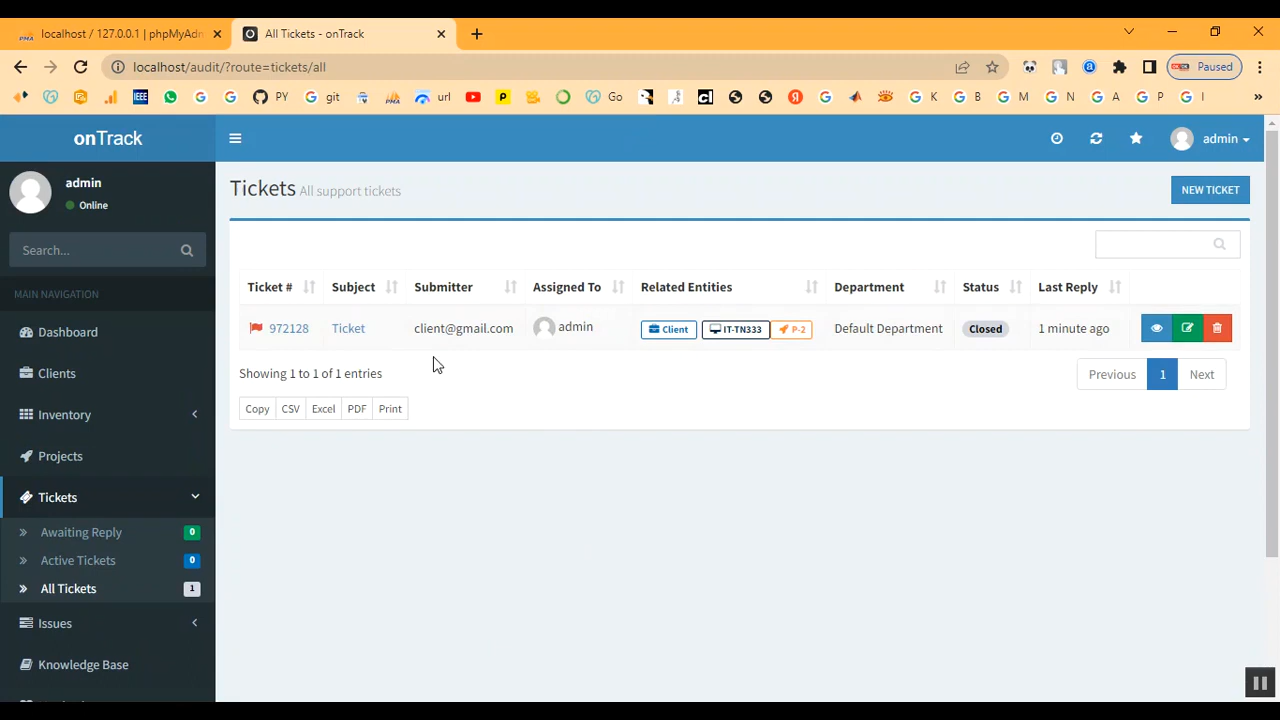 localhost / 127.0.0.1 | phpMyAdn
All Tickets - onTrack
localhost/audit/?route=tickets/all
Paused
IEEE
PY
git
url
Go
K
B
M
N
A
P
I
onTrack
admin
admin
Online
Search...
MAIN NAVIGATION
Dashboard
Clients
Inventory
Projects
Tickets
Awaiting Reply 0
Active Tickets 0
All Tickets 1
Issues
Knowledge Base
Tickets All support tickets
NEW TICKET
Ticket # Subject Submitter Assigned To Related Entities Department Status Last Reply
972128 Ticket client@gmail.com admin Client IT-TN333 P-2 Default Department Closed 1 minute ago
Showing 1 to 1 of 1 entries
Previous 1 Next
Copy CSV Excel PDF Print